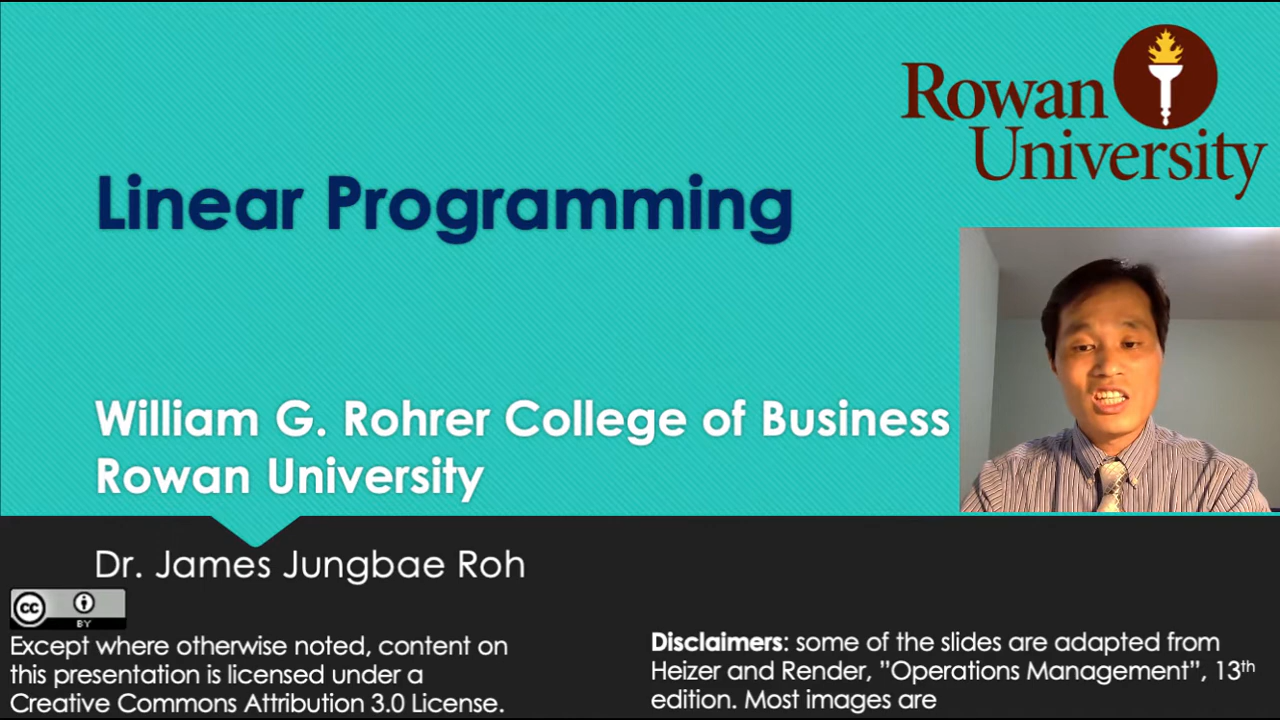 Rowan
University
Linear Programming
William G. Rohrer College of Business
Rowan University
Dr. James Jungbae Roh
cc
BY
Except where otherwise noted, content on
this presentation is licensed under a
Creative Commons Attribution 3.0 License.
Disclaimers: some of the slides are adapted from
Heizer and Render, ”Operations Management”, 13th
edition. Most images are